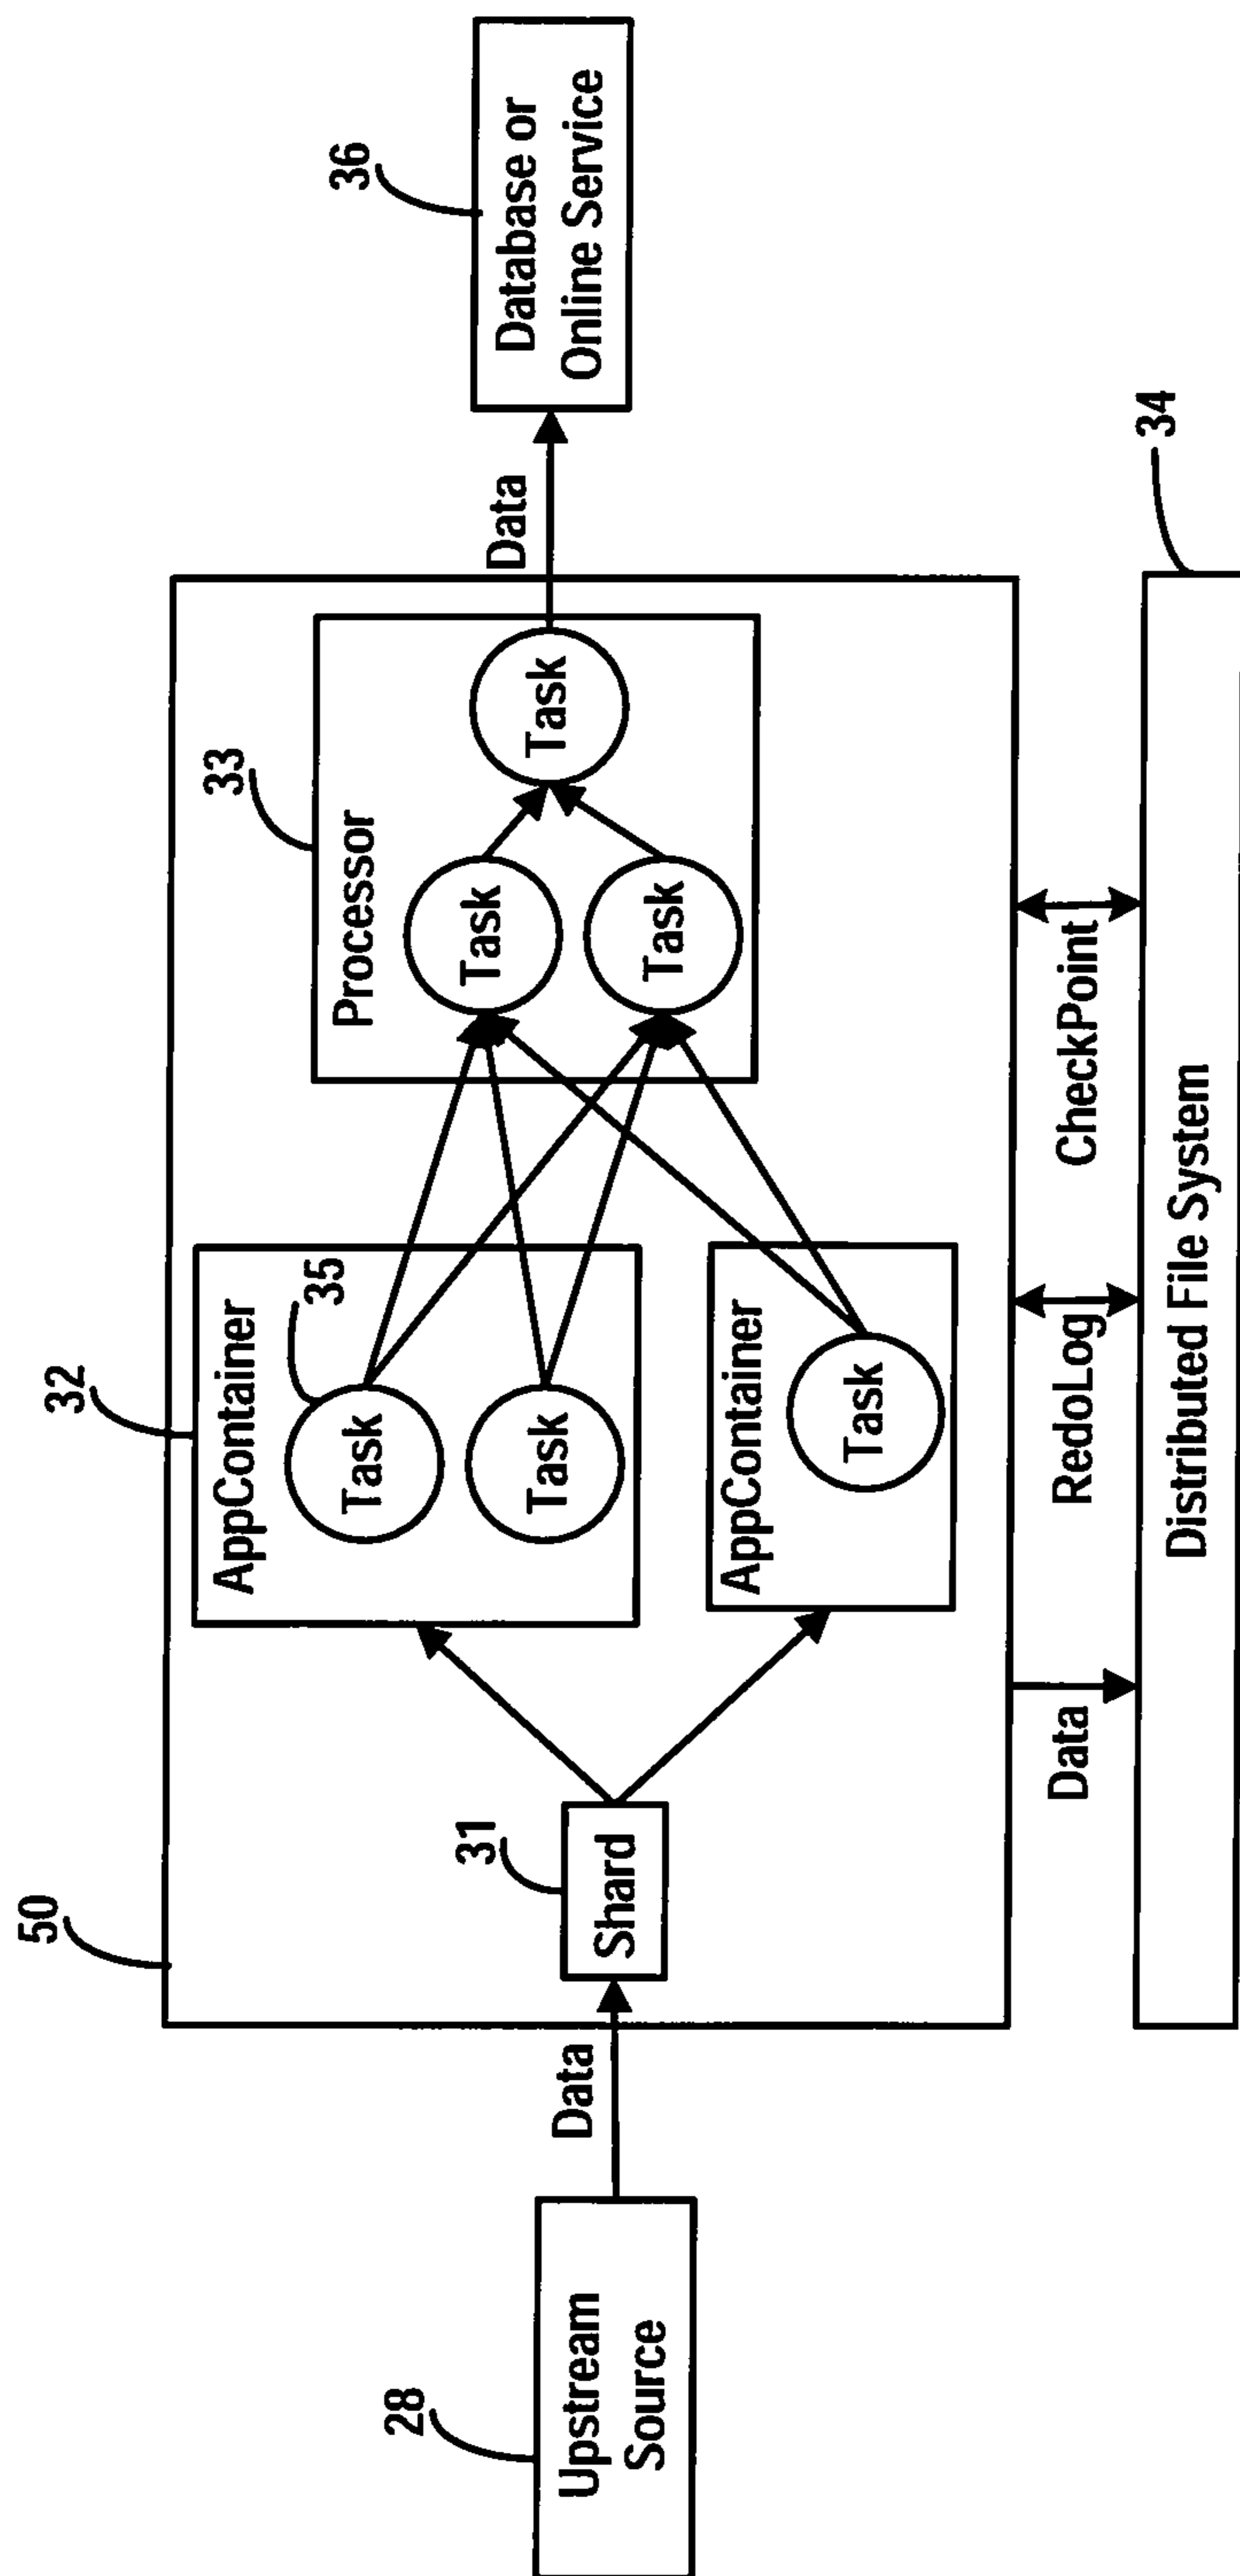 50
28
Upstream
Source
Data
31
Shard
32
AppContainer
35
Task
Task
AppContainer
Task
33
Processor
Task
Task
Task
Data
36
Database or
Online Service
Data
RedoLog
CheckPoint
34
Distributed File System